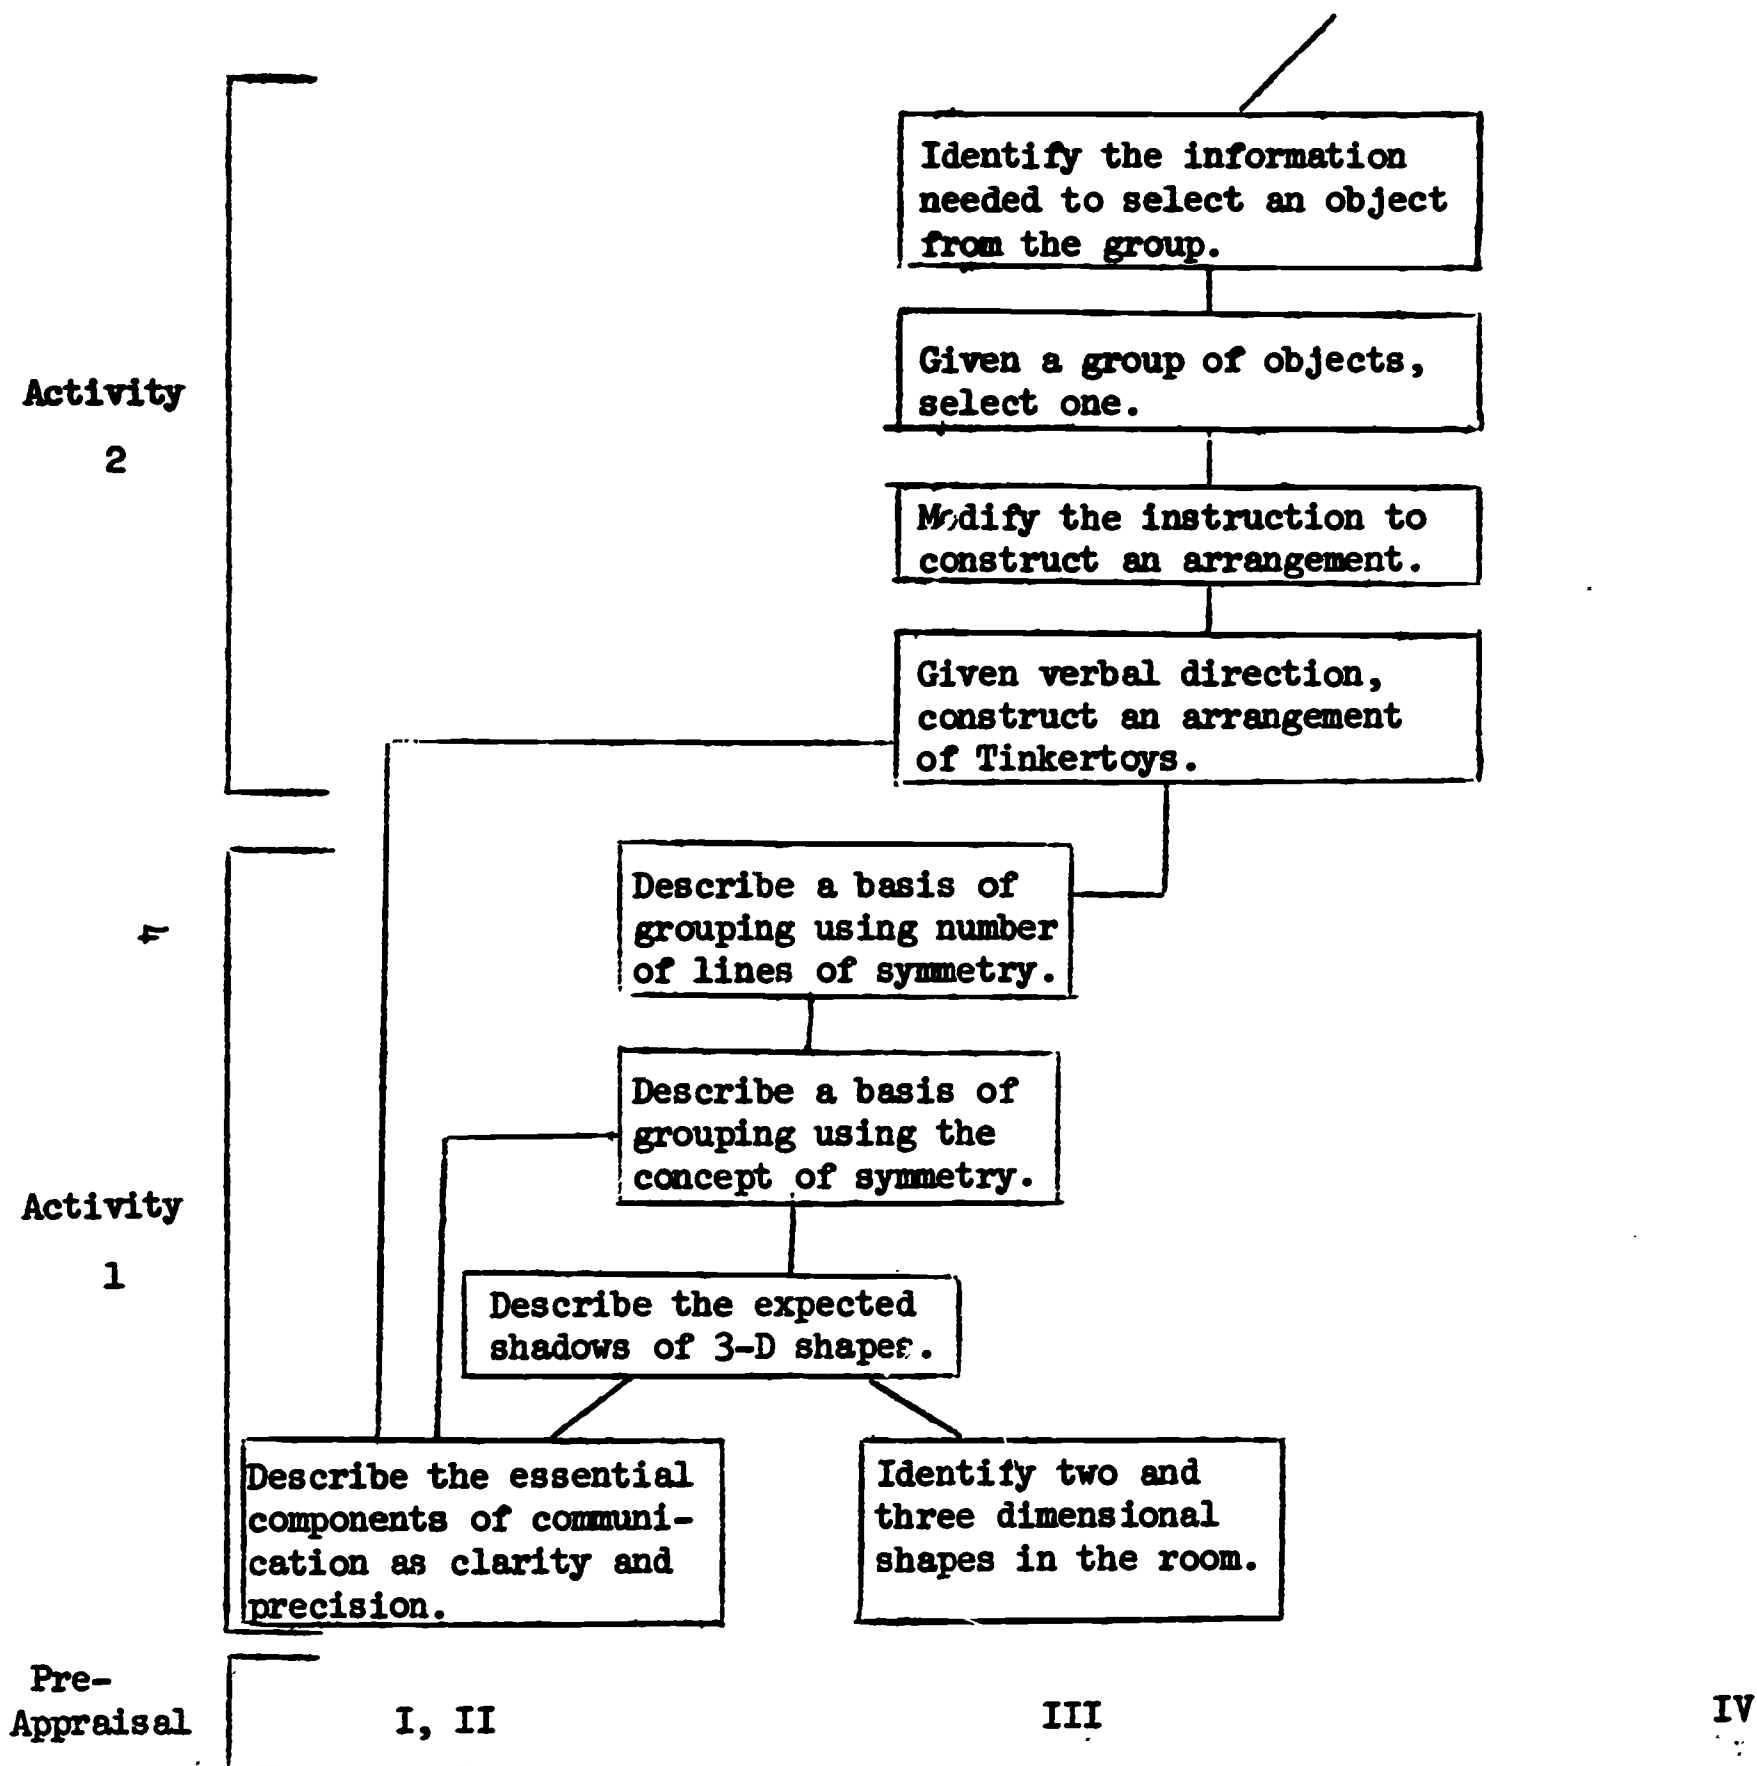 Identify the information
needed to select an object
from the group.
Given a group of objects,
select one.
Activity
2
Modify the instruction to
construct an arrangement.
Given verbal direction,
construct an arrangement
of Tinkertoys.
Describe a basis of
grouping using number
of lines of symmetry.
4
Describe a basis of
grouping using the
concept of symmetry.
Activity
1
Describe the expected
shadows of 3-D shapes.
Describe the essential
components of communi-
cation as clarity and
precision.
Identify two and
three dimensional
shapes in the room.
Pre-
Appraisal
I, II
III
IV